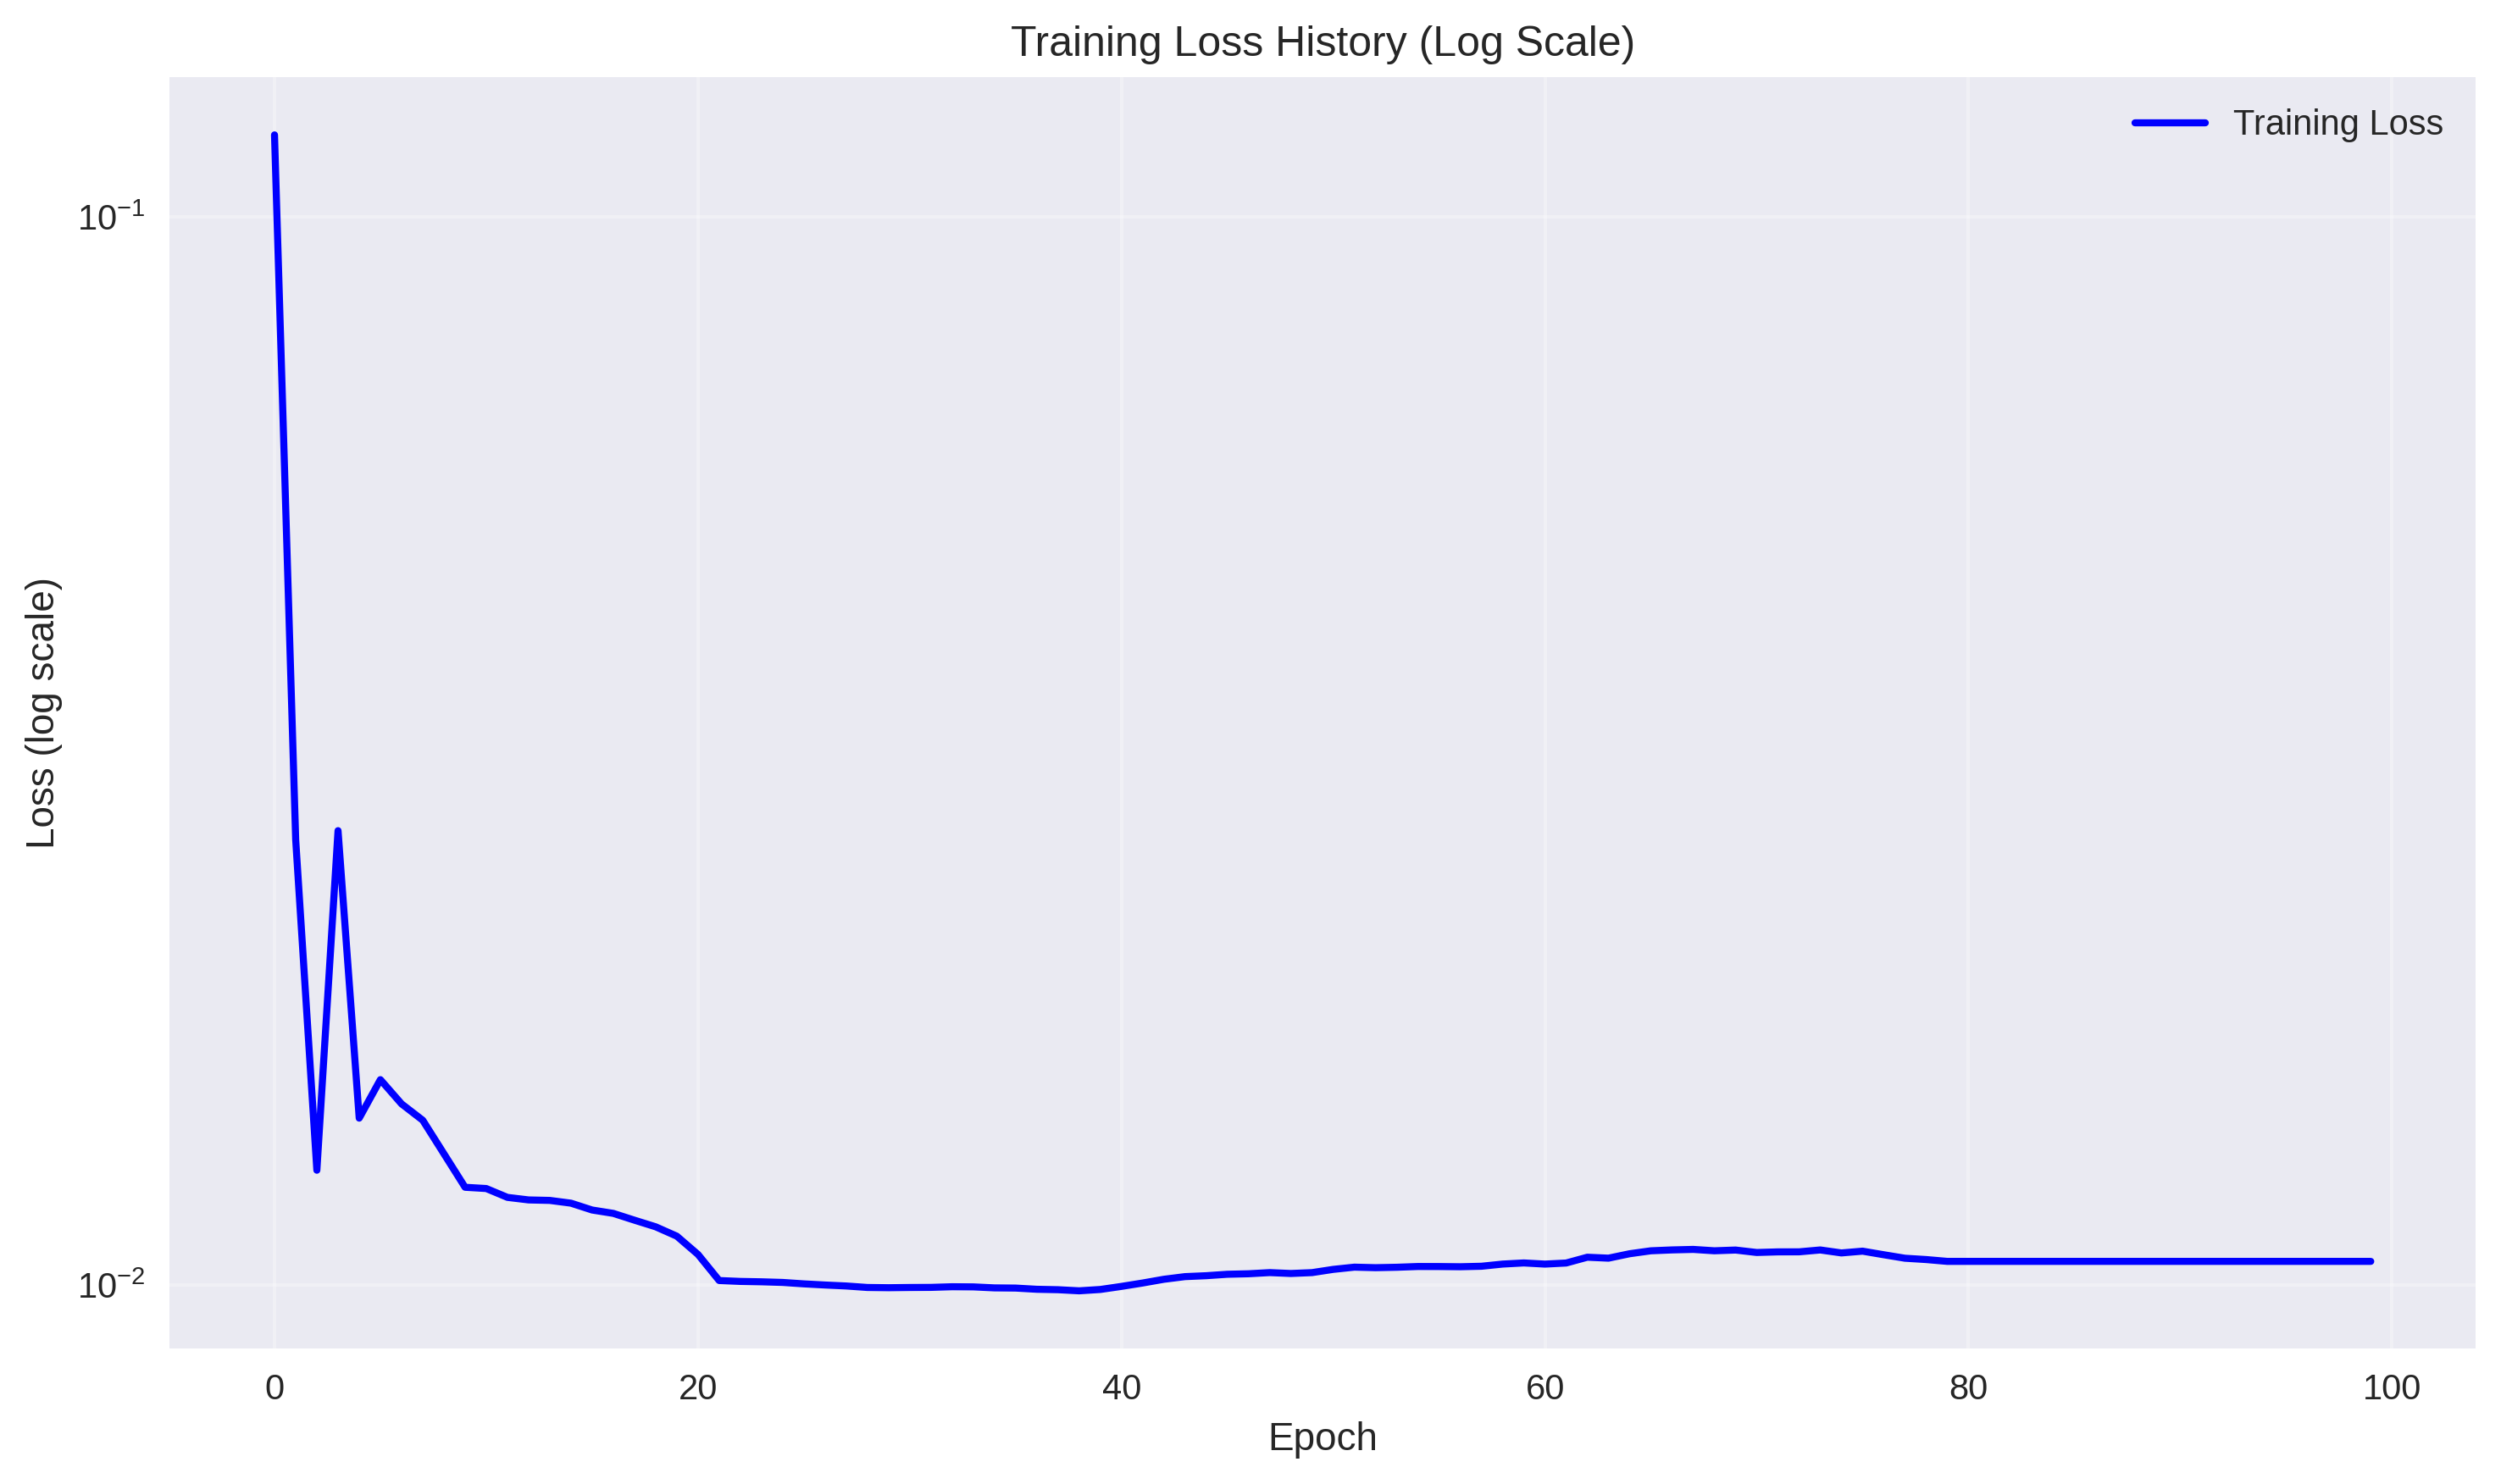 Training Loss History (Log Scale)
Training Loss
10⁻¹
Loss (log scale)
10⁻²
0 20 40 60 80 100
Epoch